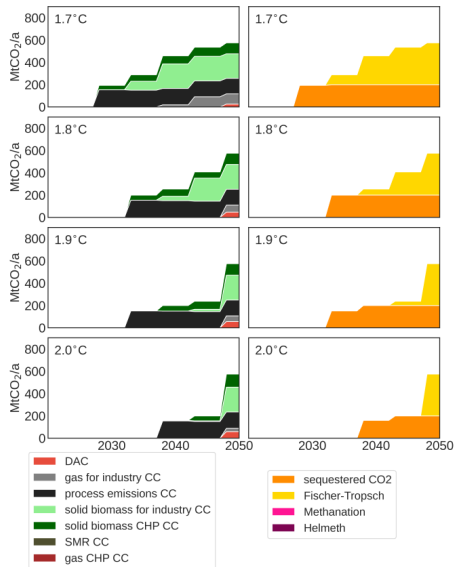 1.7°C
1.7°C
MtCO₂/a
800
600
400
200
0
1.8°C
1.8°C
MtCO₂/a
800
600
400
200
0
1.9°C
1.9°C
MtCO₂/a
800
600
400
200
0
2.0°C
2.0°C
MtCO₂/a
800
600
400
200
0
2030 2040 2050 2030 2040 2050
DAC
gas for industry CC
process emissions CC
solid biomass for industry CC
solid biomass CHP CC
SMR CC
gas CHP CC
sequestered CO2
Fischer-Tropsch
Methanation
Helmeth